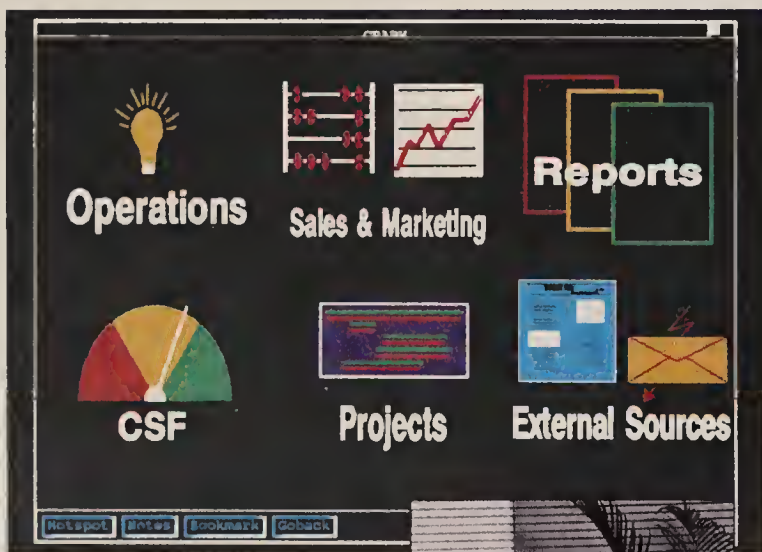 Operations
Sales & Marketing
Reports
CSF
Projects
External Sources
Hotspot
Notes
Bookmark
Goback